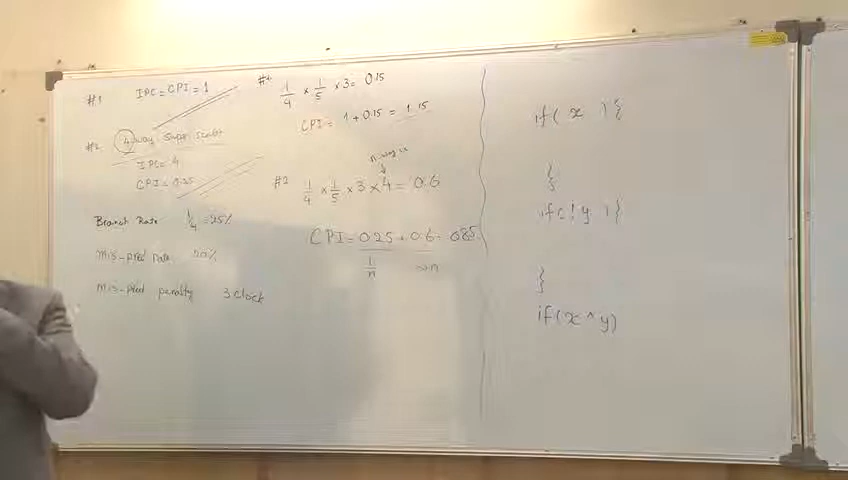 #1 IPC = CPI = 1
#2 4 way Super scalar
IPC = 4
CPI = 0.25
Branch Rate 1/4 = 25%
Mis-pred Rate 20%
Mis-pred penalty 3 clock
#1 1/4 × 1/5 × 3 = 0.15
CPI = 1 + 0.15 = 1.15
n way
#2 1/4 × 1/5 × 3 × 4 = 0.6
CPI = 0.25 + 0.6 = 0.85
1/n ∞n
if( x ){
}
if( ! y ){
}
if( x ^ y)